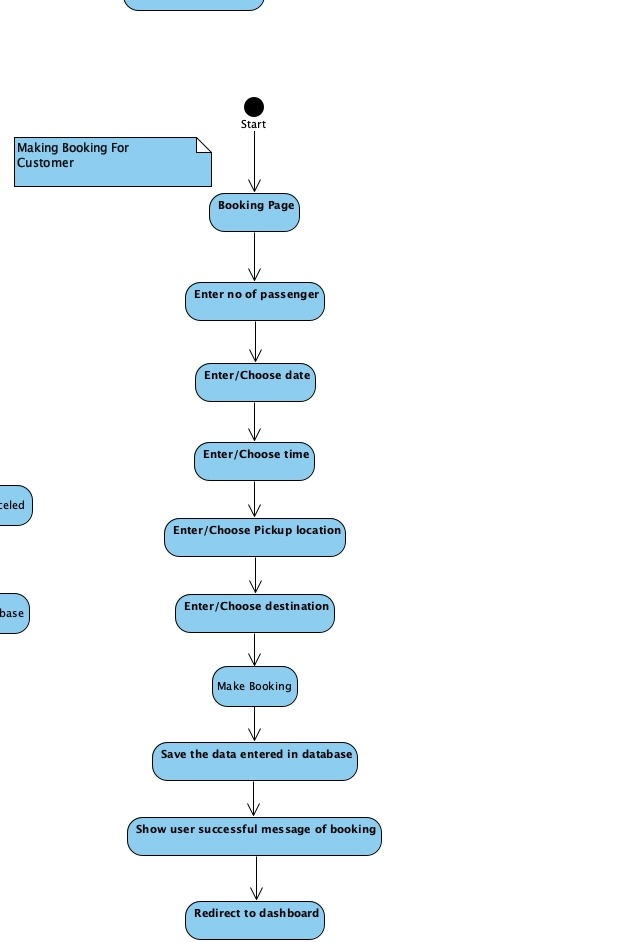 Start
Making Booking For
Customer
Booking Page
Enter no of passenger
Enter/Choose date
Enter/Choose time
Enter/Choose Pickup location
Enter/Choose destination
Make Booking
Save the data entered in database
Show user successful message of booking
Redirect to dashboard
celed
base